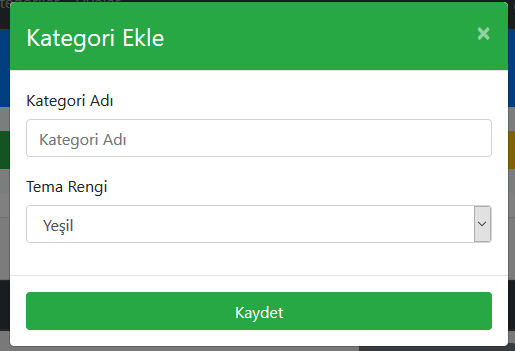 Kategori Ekle
×
Kategori Adı
Kategori Adı
Tema Rengi
Yeşil
Kaydet